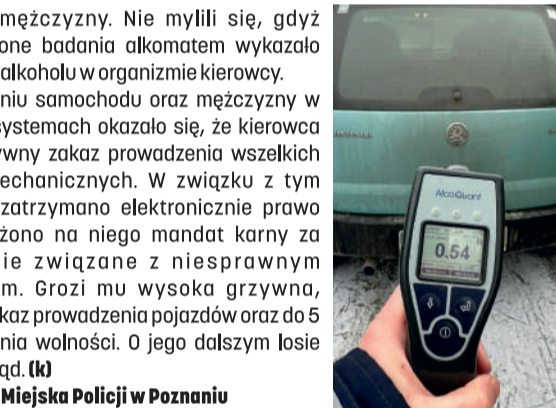 mężczyzny. Nie mylili się, gdyż
one badania alkomatem wykazało
alkoholu w organizmie kierowcy.
niu samochodu oraz mężczyzny w
systemach okazało się, że kierowca
ywny zakaz prowadzenia wszelkich
echanicznych. W związku z tym
zatrzymano elektronicznie prawo
żono na niego mandat karny za
ie związane z niesprawnym
m. Grozi mu wysoka grzywna,
kaz prowadzenia pojazdów oraz do 5
nia wolności. O jego dalszym losie
ąd. (k)
Miejska Policji w Poznaniu
AlcoQuant
0.54